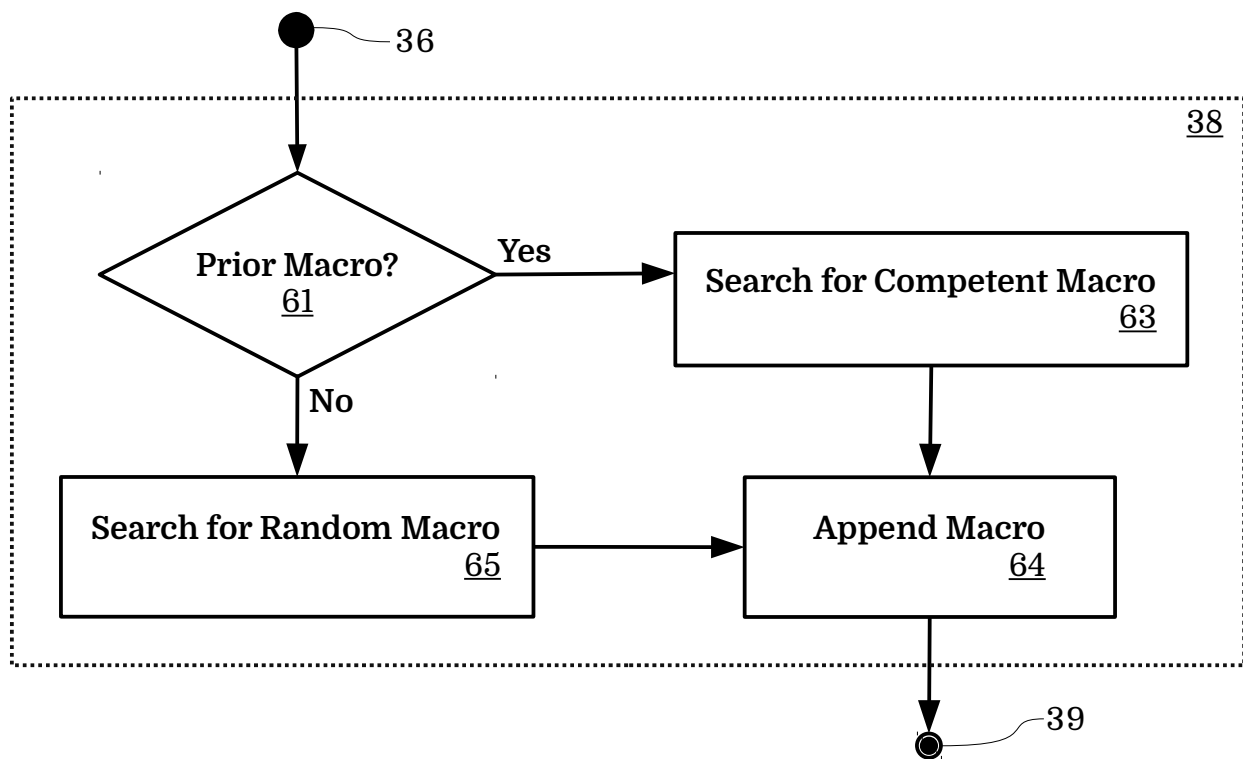 36
38
Prior Macro?
61
Yes
Search for Competent Macro
63
No
Search for Random Macro
65
Append Macro
64
39